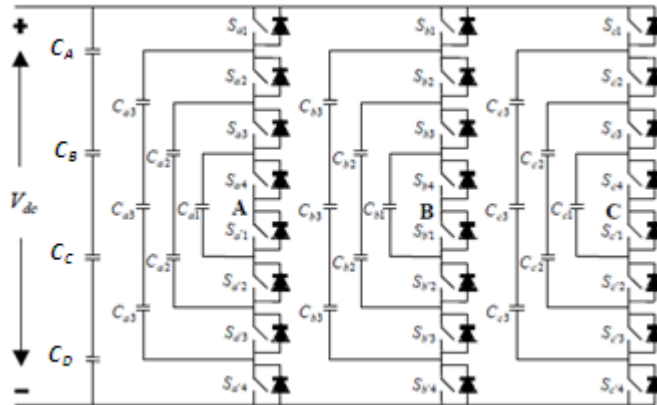 +
V_dc
−
C_A
C_B
C_C
C_D
C_a3
C_a3
C_a3
C_a2
C_a2
C_a1
S_a1
S_a2
S_a3
S_a4
A
S_a'1
S_a'2
S_a'3
S_a'4
C_b3
C_b3
C_b3
C_b2
C_b2
C_b1
S_b1
S_b2
S_b3
S_b4
B
S_b'1
S_b'2
S_b'3
S_b'4
C_c3
C_c3
C_c3
C_c2
C_c2
C_c1
S_c1
S_c2
S_c3
S_c4
C
S_c'1
S_c'2
S_c'3
S_c'4